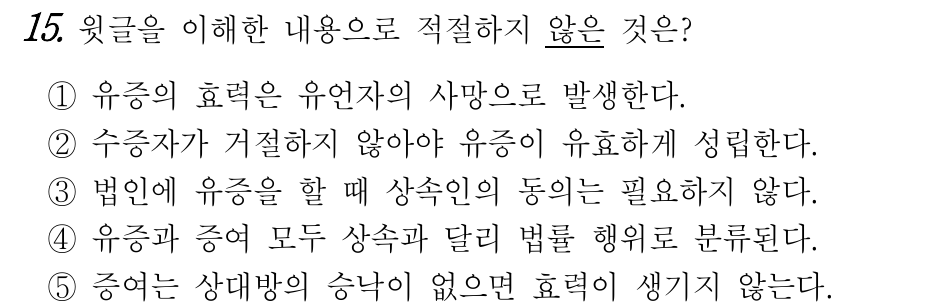 15. 윗글을 이해한 내용으로 적절하지 않은 것은?
① 유증의 효력은 유언자의 사망으로 발생한다.
② 수증자가 거절하지 않아야 유증이 유효하게 성립한다.
③ 법인에 유증을 할 때 상속인의 동의는 필요하지 않다.
④ 유증과 증여 모두 상속과 달리 법률 행위로 분류된다.
⑤ 증여는 상대방의 승낙이 없으면 효력이 생기지 않는다.